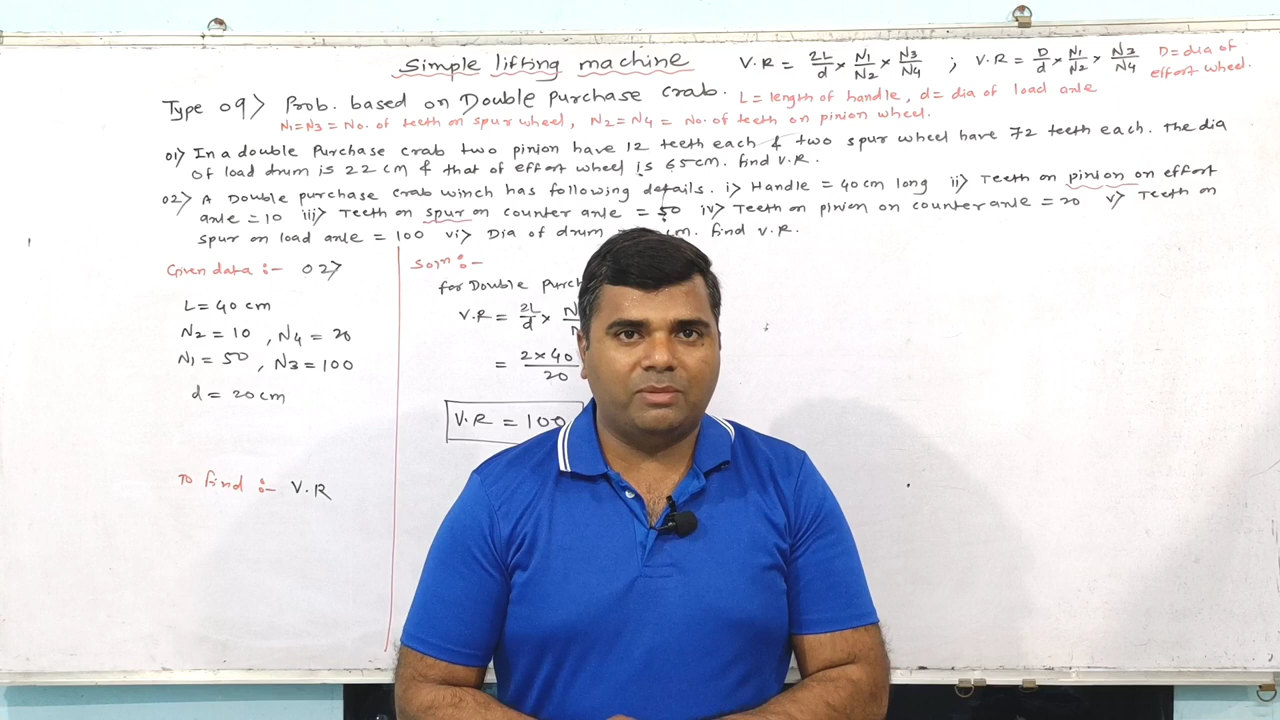 Simple lifting machine
V.R = 2L/d × N1/N2 × N3/N4 ; V.R = D/d × N1/N2 × N3/N4 D = dia of effort wheel.
Type 09> Prob. based on Double purchase crab. L = length of handle, d = dia of load axle
N1 = N3 = No. of teeth on spur wheel, N2 = N4 = No. of teeth on pinion wheel.
01> In a double Purchase crab two pinion have 12 teeth each & two spur wheel have 72 teeth each. The dia
of load drum is 22 cm & that of effort wheel is 65 cm. find V.R.
02> A Double purchase crab winch has following details. i> Handle = 40 cm long ii> Teeth on pinion on effort
axle = 10 iii> Teeth on spur on counter axle = 50 iv> Teeth on pinion on counter axle = 20 v> Teeth on
spur on load axle = 100 vi> Dia of drum cm. find V.R.
Given data :- 02>
L = 40 cm
N2 = 10 , N4 = 20
N1 = 50 , N3 = 100
d = 20 cm
To find :- V.R
Soln :-
for Double
V.R = 2L/d ×
= 2×40/20
V.R = 100